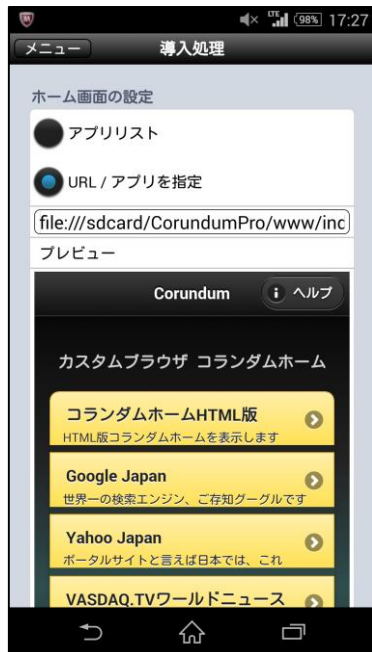 LTE 98% 17:27
メニュー 導入処理
ホーム画面の設定
アプリリスト
URL / アプリを指定
file:///sdcard/CorundumPro/www/inc
プレビュー
Corundum i ヘルプ
カスタムブラウザ コランダムホーム
コランダムホームHTML版
HTML版コランダムホームを表示します
Google Japan
世界一の検索エンジン、ご存知グーグルです
Yahoo Japan
ポータルサイトと言えば日本では、これ
VASDAQ.TVワールドニュース